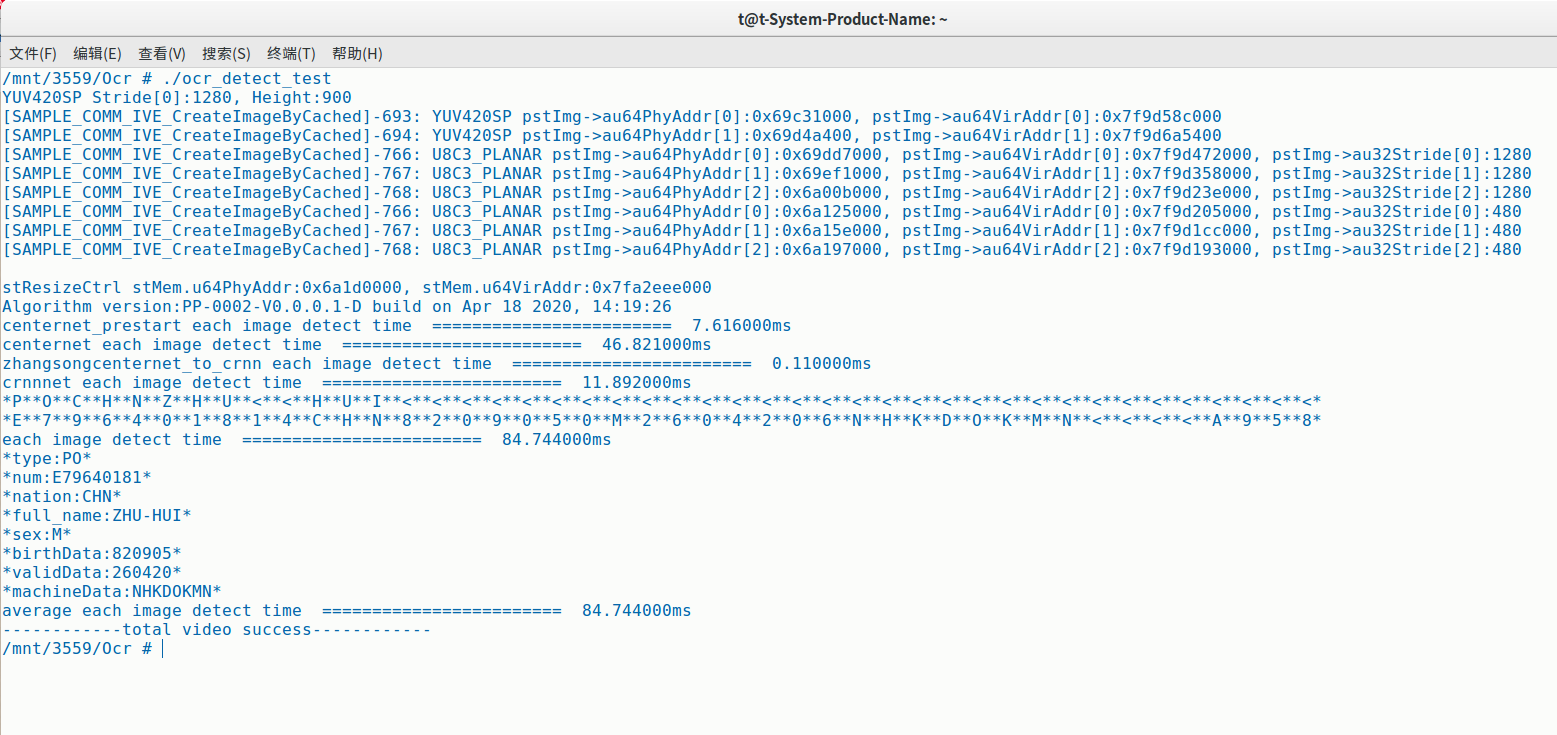 t@t-System-Product-Name: ~
文件(F) 编辑(E) 查看(V) 搜索(S) 终端(T) 帮助(H)
/mnt/3559/Ocr # ./ocr_detect_test
YUV420SP Stride[0]:1280, Height:900
[SAMPLE_COMM_IVE_CreateImageByCached]-693: YUV420SP pstImg->au64PhyAddr[0]:0x69c31000, pstImg->au64VirAddr[0]:0x7f9d58c000
[SAMPLE_COMM_IVE_CreateImageByCached]-694: YUV420SP pstImg->au64PhyAddr[1]:0x69d4a400, pstImg->au64VirAddr[1]:0x7f9d6a5400
[SAMPLE_COMM_IVE_CreateImageByCached]-766: U8C3_PLANAR pstImg->au64PhyAddr[0]:0x69dd7000, pstImg->au64VirAddr[0]:0x7f9d472000, pstImg->au32Stride[0]:1280
[SAMPLE_COMM_IVE_CreateImageByCached]-767: U8C3_PLANAR pstImg->au64PhyAddr[1]:0x69ef1000, pstImg->au64VirAddr[1]:0x7f9d358000, pstImg->au32Stride[1]:1280
[SAMPLE_COMM_IVE_CreateImageByCached]-768: U8C3_PLANAR pstImg->au64PhyAddr[2]:0x6a00b000, pstImg->au64VirAddr[2]:0x7f9d23e000, pstImg->au32Stride[2]:1280
[SAMPLE_COMM_IVE_CreateImageByCached]-766: U8C3_PLANAR pstImg->au64PhyAddr[0]:0x6a125000, pstImg->au64VirAddr[0]:0x7f9d205000, pstImg->au32Stride[0]:480
[SAMPLE_COMM_IVE_CreateImageByCached]-767: U8C3_PLANAR pstImg->au64PhyAddr[1]:0x6a15e000, pstImg->au64VirAddr[1]:0x7f9d1cc000, pstImg->au32Stride[1]:480
[SAMPLE_COMM_IVE_CreateImageByCached]-768: U8C3_PLANAR pstImg->au64PhyAddr[2]:0x6a197000, pstImg->au64VirAddr[2]:0x7f9d193000, pstImg->au32Stride[2]:480
stResizeCtrl stMem.u64PhyAddr:0x6a1d0000, stMem.u64VirAddr:0x7fa2eee000
Algorithm version:PP-0002-V0.0.0.1-D build on Apr 18 2020, 14:19:26
centernet_prestart each image detect time  ========================  7.616000ms
centernet each image detect time  ========================  46.821000ms
zhangsongcenternet_to_crnn each image detect time  ========================  0.110000ms
crnnnet each image detect time  ========================  11.892000ms
*P**O**C**H**N**Z**H**U**<**<**H**U**I**<**<**<**<**<**<**<**<**<**<**<**<**<**<**<**<**<**<**<**<**<**<**<**<**<**<**<**<**<**<**<*
*E**7**9**6**4**0**1**8**1**4**C**H**N**8**2**0**9**0**5**0**M**2**6**0**4**2**0**6**N**H**K**D**O**K**M**N**<**<**<**<**A**9**5**8*
each image detect time  ========================  84.744000ms
*type:PO*
*num:E79640181*
*nation:CHN*
*full_name:ZHU-HUI*
*sex:M*
*birthData:820905*
*validData:260420*
*machineData:NHKDOKMN*
average each image detect time  ========================  84.744000ms
------------total video success------------
/mnt/3559/Ocr #